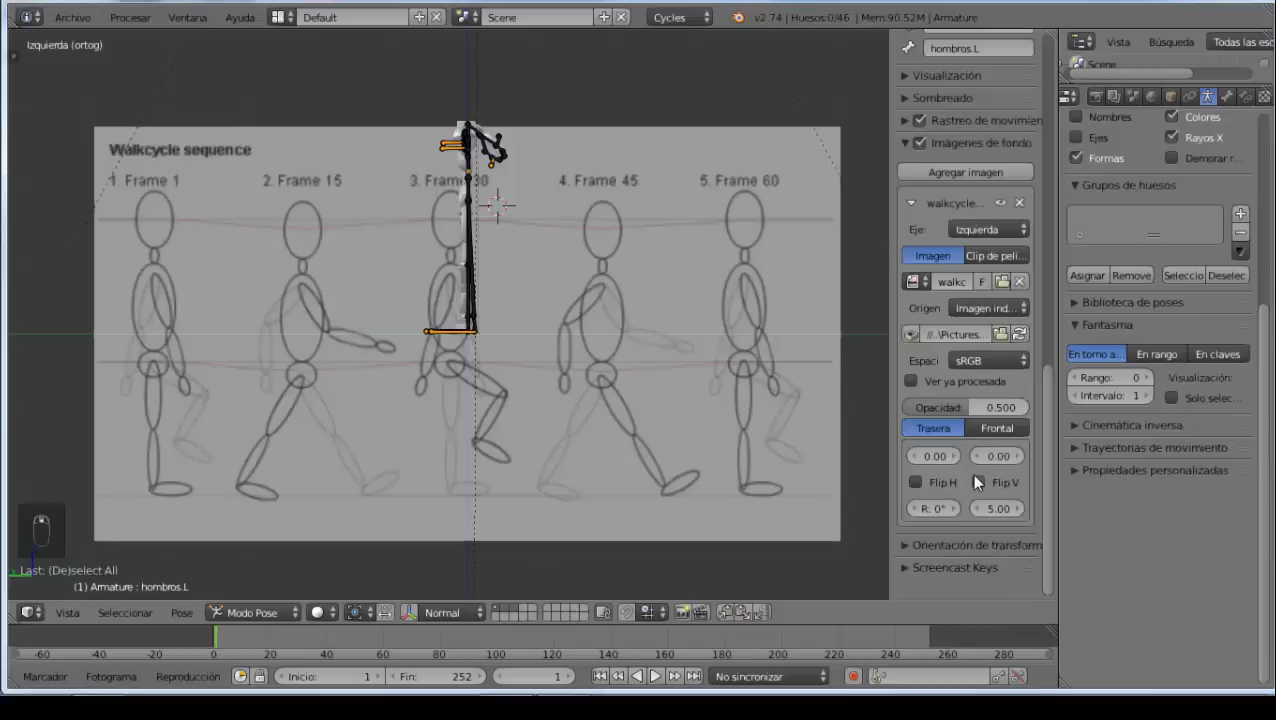 Archivo Procesar Ventana Ayuda Default Scene Cycles v2.74 | Huesos:0/46 | Mem:90.52M | Armature
Izquierda (ortog)
hombros.L
Visualización
Sombreado
Rastreo de movimien
Imágenes de fondo
Agregar imagen
walkcycle...
Eje: Izquierda
Imagen Clip de pelí...
walkc F
Origen Imagen ind...
//..\Pictures...
Espaci sRGB
Ver ya procesada
Opacidad: 0.500
Trasera Frontal
0.00 0.00
Flip H Flip V
R: 0° 5.00
Orientación de transform
Screencast Keys
Vista Búsqueda Todas las esc
Scene
Nombres Colores
Ejes Rayos X
Formas Demorar r...
Grupos de huesos
Asignar Remove Seleccio Deselec
Biblioteca de poses
Fantasma
En torno a... En rango En claves
Rango: 0 Visualización:
Intervalo: 1 Solo selec...
Cinemática inversa
Trayectorias de movimiento
Propiedades personalizadas
Walkcycle sequence
1. Frame 1 2. Frame 15 3. Frame 30 4. Frame 45 5. Frame 60
Last: (De)select All
(1) Armature : hombros.L
Vista Seleccionar Pose Modo Pose Normal
-60 -40 -20 0 20 40 60 80 100 120 140 160 180 200 220 240 260 280
Marcador Fotograma Reproducción Inicio: 1 Fin: 252 1 No sincronizar